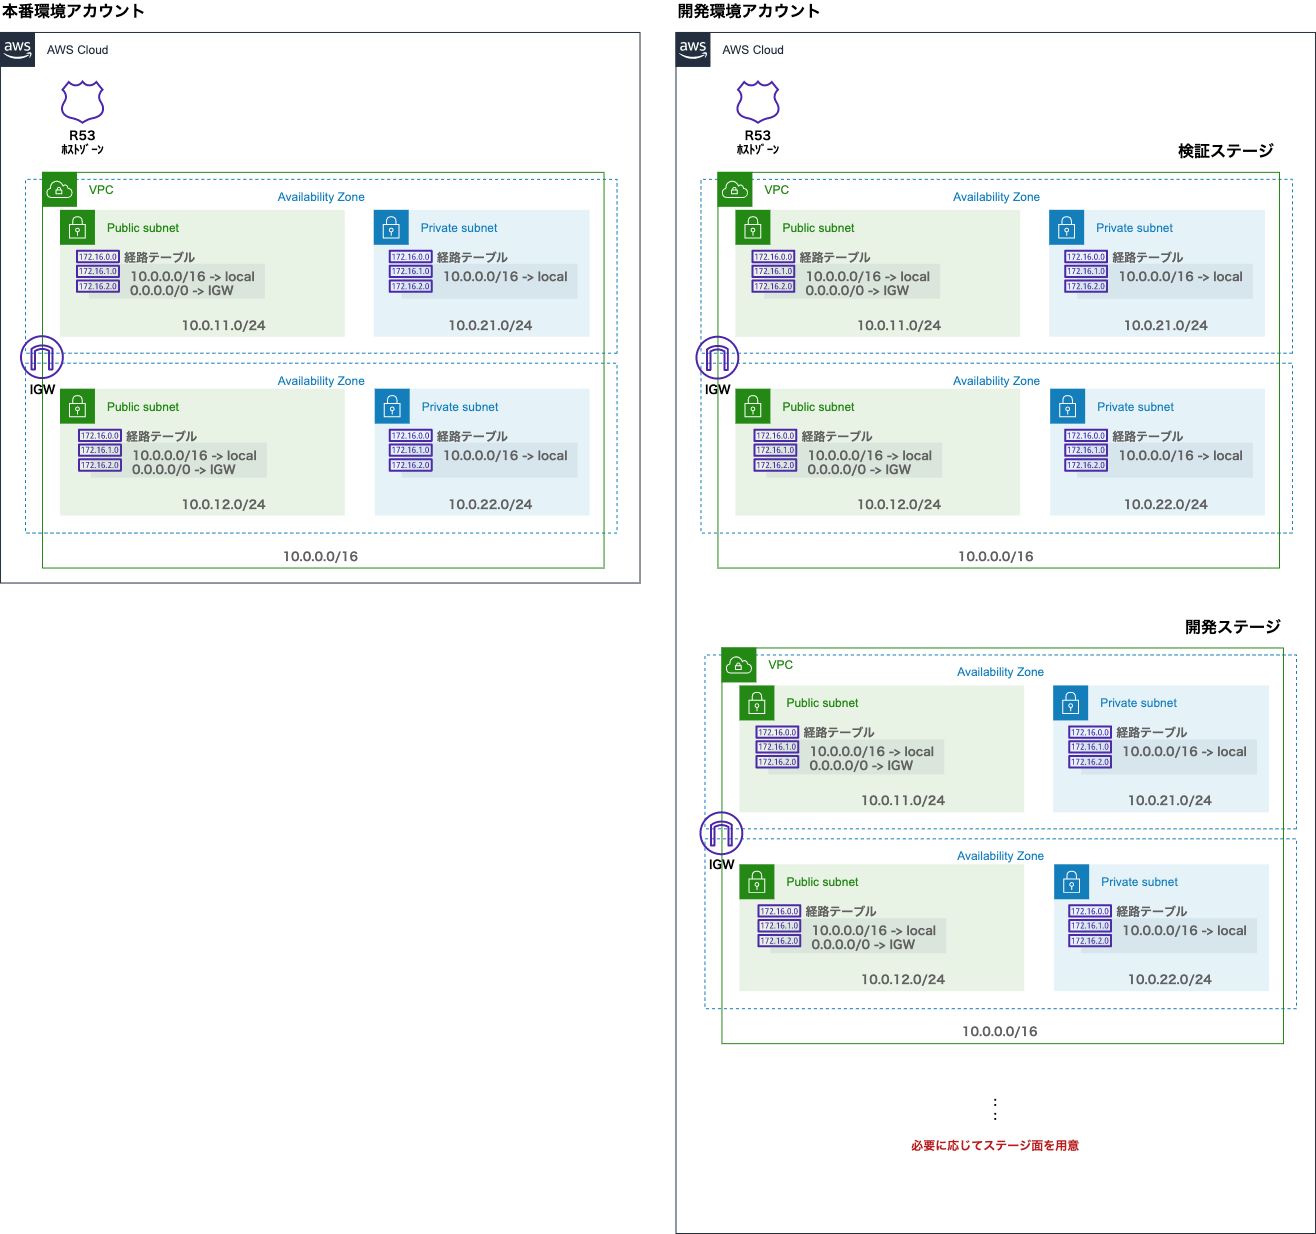 本番環境アカウント
aws
AWS Cloud
R53
ﾎｽﾄｿﾞｰﾝ
VPC
Availability Zone
Public subnet
172.16.0.0
172.16.1.0
172.16.2.0
経路テーブル
10.0.0.0/16 -> local
0.0.0.0/0 -> IGW
10.0.11.0/24
Private subnet
172.16.0.0
172.16.1.0
172.16.2.0
経路テーブル
10.0.0.0/16 -> local
10.0.21.0/24
IGW
Availability Zone
Public subnet
172.16.0.0
172.16.1.0
172.16.2.0
経路テーブル
10.0.0.0/16 -> local
0.0.0.0/0 -> IGW
10.0.12.0/24
Private subnet
172.16.0.0
172.16.1.0
172.16.2.0
経路テーブル
10.0.0.0/16 -> local
10.0.22.0/24
10.0.0.0/16
開発環境アカウント
aws
AWS Cloud
R53
ﾎｽﾄｿﾞｰﾝ
検証ステージ
VPC
Availability Zone
Public subnet
172.16.0.0
172.16.1.0
172.16.2.0
経路テーブル
10.0.0.0/16 -> local
0.0.0.0/0 -> IGW
10.0.11.0/24
Private subnet
172.16.0.0
172.16.1.0
172.16.2.0
経路テーブル
10.0.0.0/16 -> local
10.0.21.0/24
IGW
Availability Zone
Public subnet
172.16.0.0
172.16.1.0
172.16.2.0
経路テーブル
10.0.0.0/16 -> local
0.0.0.0/0 -> IGW
10.0.12.0/24
Private subnet
172.16.0.0
172.16.1.0
172.16.2.0
経路テーブル
10.0.0.0/16 -> local
10.0.22.0/24
10.0.0.0/16
開発ステージ
VPC
Availability Zone
Public subnet
172.16.0.0
172.16.1.0
172.16.2.0
経路テーブル
10.0.0.0/16 -> local
0.0.0.0/0 -> IGW
10.0.11.0/24
Private subnet
172.16.0.0
172.16.1.0
172.16.2.0
経路テーブル
10.0.0.0/16 -> local
10.0.21.0/24
IGW
Availability Zone
Public subnet
172.16.0.0
172.16.1.0
172.16.2.0
経路テーブル
10.0.0.0/16 -> local
0.0.0.0/0 -> IGW
10.0.12.0/24
Private subnet
172.16.0.0
172.16.1.0
172.16.2.0
経路テーブル
10.0.0.0/16 -> local
10.0.22.0/24
10.0.0.0/16
必要に応じてステージ面を用意